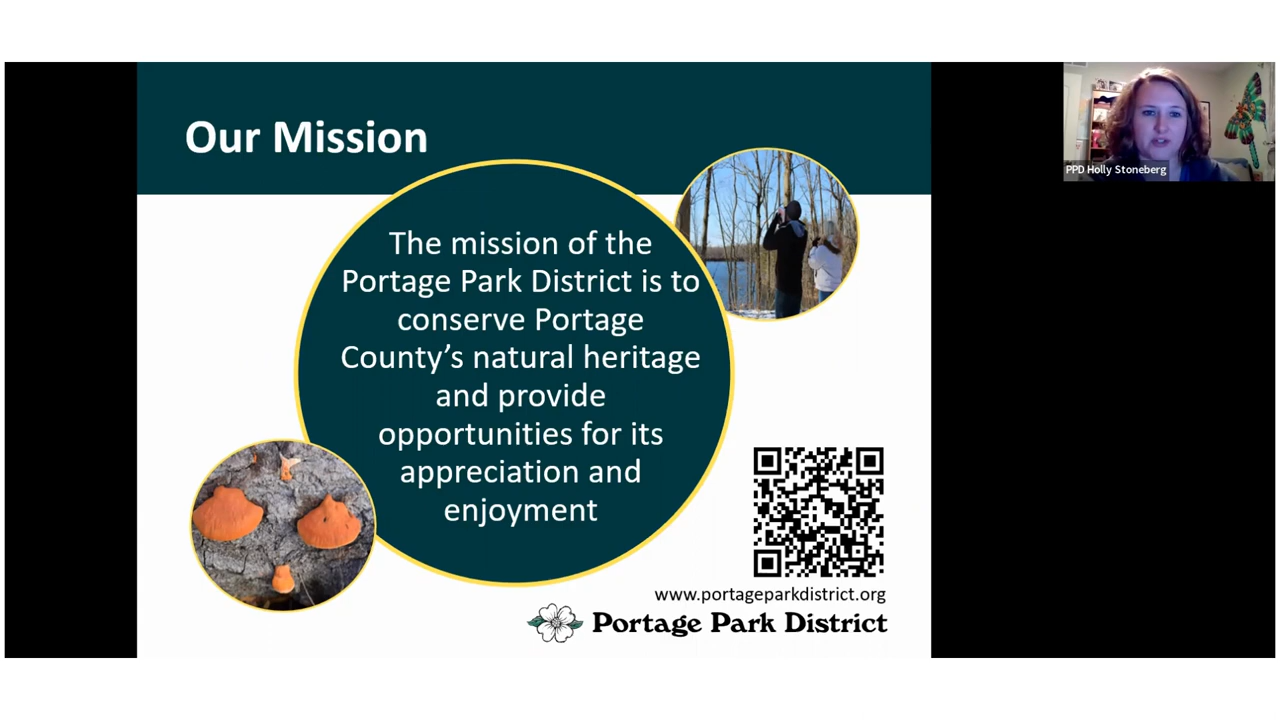 Our Mission
The mission of the
Portage Park District is to
conserve Portage
County's natural heritage
and provide
opportunities for its
appreciation and
enjoyment
www.portageparkdistrict.org
Portage Park District
PPD Holly Stoneberg